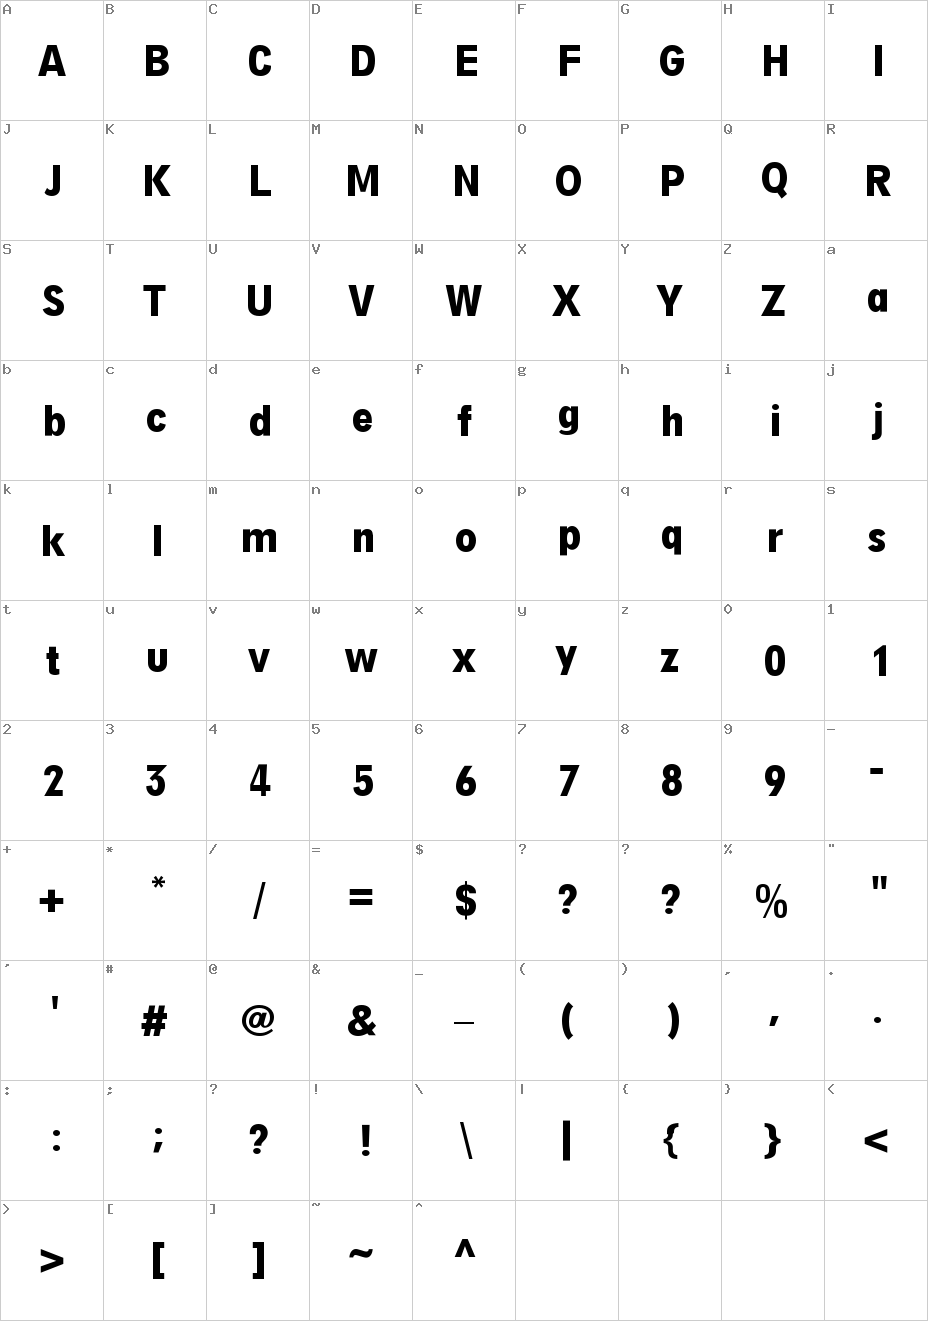 A B C D E F G H I
A B C D E F G H I
J K L M N O P Q R
J K L M N O P Q R
S T U V W X Y Z a
S T U V W X Y Z a
b c d e f g h i j
b c d e f g h i j
k l m n o p q r s
k l m n o p q r s
t u v w x y z 0 1
t u v w x y z 0 1
2 3 4 5 6 7 8 9 -
2 3 4 5 6 7 8 9 -
+ * / = $ ? ? % "
+ * / = $ ? ? % "
' # @ & _ ( ) , .
' # @ & _ ( ) , .
: ; ? ! \ | { } <
: ; ? ! \ | { } <
> [ ] ~ ^
> [ ] ~ ^